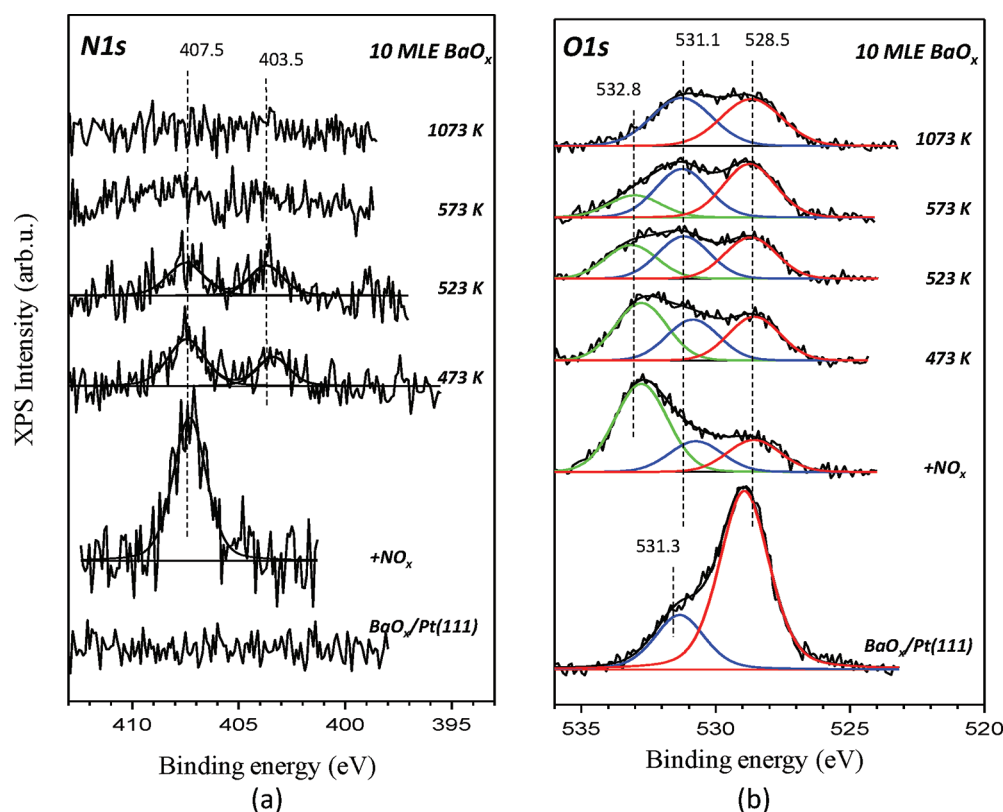 N1s
407.5
403.5
10 MLE BaOx
1073 K
573 K
523 K
473 K
+NOx
BaOx/Pt(111)
XPS Intensity (arb.u.)
410
405
400
395
Binding energy (eV)
(a)
O1s
531.1
528.5
10 MLE BaOx
532.8
1073 K
573 K
523 K
473 K
+NOx
531.3
BaOx/Pt(111)
535
530
525
520
Binding energy (eV)
(b)